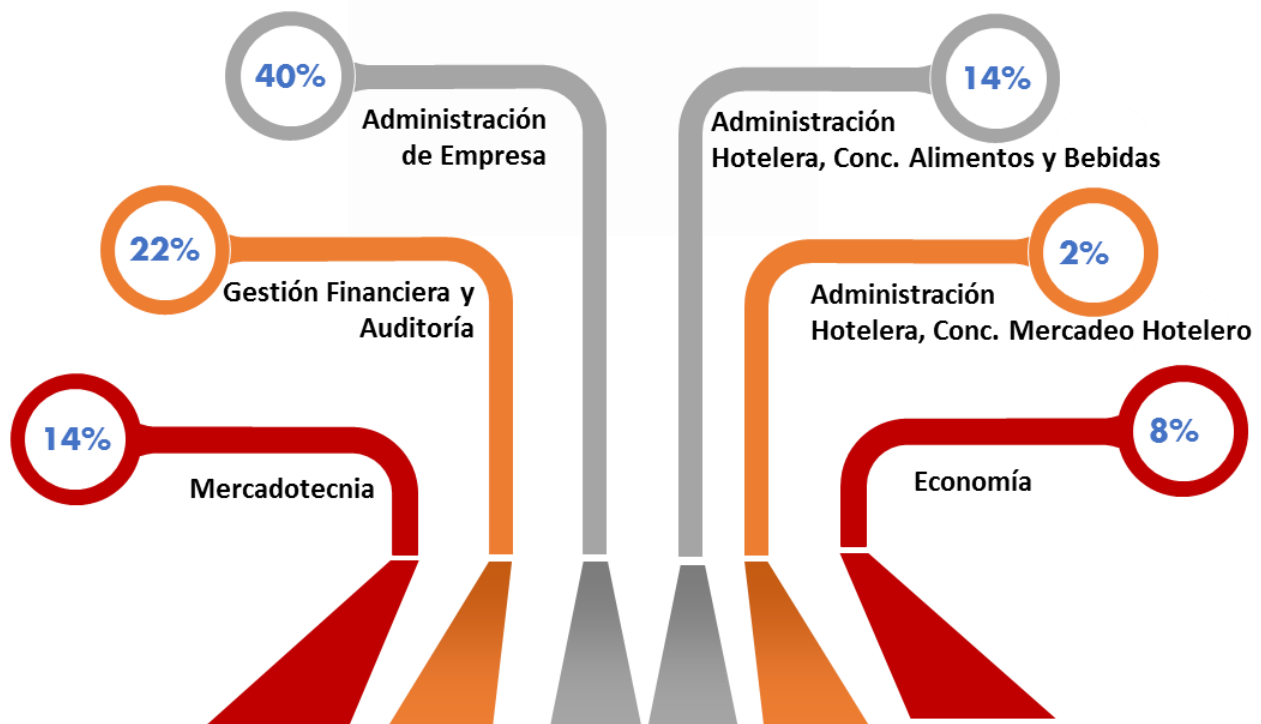 40%
Administración
de Empresa
14%
Administración
Hotelera, Conc. Alimentos y Bebidas
22%
Gestión Financiera y
Auditoría
2%
Administración
Hotelera, Conc. Mercadeo Hotelero
14%
Mercadotecnia
8%
Economía